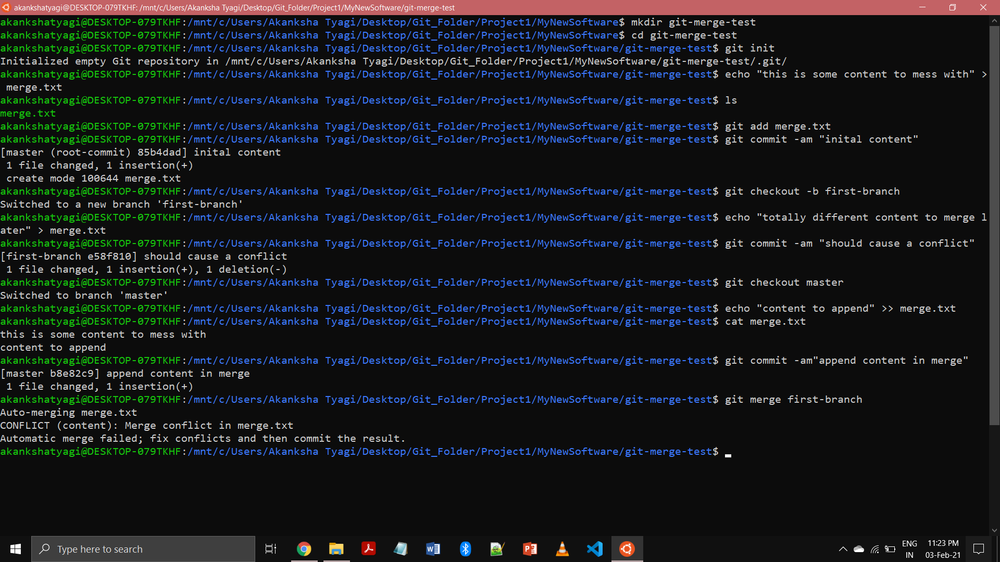 akankshatyagi@DESKTOP-079TKHF: /mnt/c/Users/Akanksha Tyagi/Desktop/Git_Folder/Project1/MyNewSoftware/git-merge-test
akankshatyagi@DESKTOP-079TKHF:/mnt/c/Users/Akanksha Tyagi/Desktop/Git_Folder/Project1/MyNewSoftware$ mkdir git-merge-test
akankshatyagi@DESKTOP-079TKHF:/mnt/c/Users/Akanksha Tyagi/Desktop/Git_Folder/Project1/MyNewSoftware$ cd git-merge-test
akankshatyagi@DESKTOP-079TKHF:/mnt/c/Users/Akanksha Tyagi/Desktop/Git_Folder/Project1/MyNewSoftware/git-merge-test$ git init
Initialized empty Git repository in /mnt/c/Users/Akanksha Tyagi/Desktop/Git_Folder/Project1/MyNewSoftware/git-merge-test/.git/
akankshatyagi@DESKTOP-079TKHF:/mnt/c/Users/Akanksha Tyagi/Desktop/Git_Folder/Project1/MyNewSoftware/git-merge-test$ echo "this is some content to mess with" >
 merge.txt
akankshatyagi@DESKTOP-079TKHF:/mnt/c/Users/Akanksha Tyagi/Desktop/Git_Folder/Project1/MyNewSoftware/git-merge-test$ ls
merge.txt
akankshatyagi@DESKTOP-079TKHF:/mnt/c/Users/Akanksha Tyagi/Desktop/Git_Folder/Project1/MyNewSoftware/git-merge-test$ git add merge.txt
akankshatyagi@DESKTOP-079TKHF:/mnt/c/Users/Akanksha Tyagi/Desktop/Git_Folder/Project1/MyNewSoftware/git-merge-test$ git commit -am "inital content"
[master (root-commit) 85b4dad] inital content
 1 file changed, 1 insertion(+)
 create mode 100644 merge.txt
akankshatyagi@DESKTOP-079TKHF:/mnt/c/Users/Akanksha Tyagi/Desktop/Git_Folder/Project1/MyNewSoftware/git-merge-test$ git checkout -b first-branch
Switched to a new branch 'first-branch'
akankshatyagi@DESKTOP-079TKHF:/mnt/c/Users/Akanksha Tyagi/Desktop/Git_Folder/Project1/MyNewSoftware/git-merge-test$ echo "totally different content to merge l
ater" > merge.txt
akankshatyagi@DESKTOP-079TKHF:/mnt/c/Users/Akanksha Tyagi/Desktop/Git_Folder/Project1/MyNewSoftware/git-merge-test$ git commit -am "should cause a conflict"
[first-branch e58f810] should cause a conflict
 1 file changed, 1 insertion(+), 1 deletion(-)
akankshatyagi@DESKTOP-079TKHF:/mnt/c/Users/Akanksha Tyagi/Desktop/Git_Folder/Project1/MyNewSoftware/git-merge-test$ git checkout master
Switched to branch 'master'
akankshatyagi@DESKTOP-079TKHF:/mnt/c/Users/Akanksha Tyagi/Desktop/Git_Folder/Project1/MyNewSoftware/git-merge-test$ echo "content to append" >> merge.txt
akankshatyagi@DESKTOP-079TKHF:/mnt/c/Users/Akanksha Tyagi/Desktop/Git_Folder/Project1/MyNewSoftware/git-merge-test$ cat merge.txt
this is some content to mess with
content to append
akankshatyagi@DESKTOP-079TKHF:/mnt/c/Users/Akanksha Tyagi/Desktop/Git_Folder/Project1/MyNewSoftware/git-merge-test$ git commit -am"append content in merge"
[master b8e82c9] append content in merge
 1 file changed, 1 insertion(+)
akankshatyagi@DESKTOP-079TKHF:/mnt/c/Users/Akanksha Tyagi/Desktop/Git_Folder/Project1/MyNewSoftware/git-merge-test$ git merge first-branch
Auto-merging merge.txt
CONFLICT (content): Merge conflict in merge.txt
Automatic merge failed; fix conflicts and then commit the result.
akankshatyagi@DESKTOP-079TKHF:/mnt/c/Users/Akanksha Tyagi/Desktop/Git_Folder/Project1/MyNewSoftware/git-merge-test$
Type here to search
ENG
IN
11:23 PM
03-Feb-21